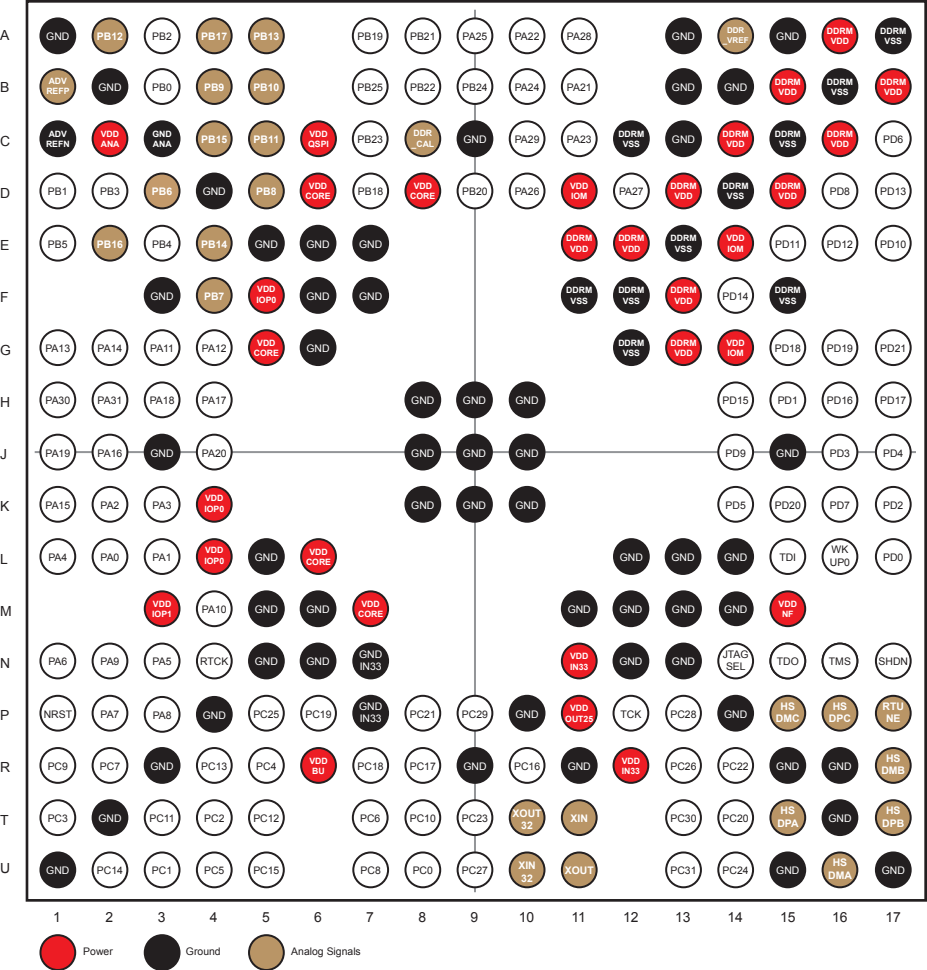 A GND PB12 PB2 PB17 PB13 PB19 PB21 PA25 PA22 PA28 GND DDR _VREF GND DDRM VDD DDRM VSS
B ADV REFP GND PB0 PB9 PB10 PB25 PB22 PB24 PA24 PA21 GND GND DDRM VDD DDRM VSS DDRM VDD
C ADV REFN VDD ANA GND ANA PB15 PB11 VDD QSPI PB23 DDR _CAL GND PA29 PA23 DDRM VSS GND DDRM VDD DDRM VSS DDRM VDD PD6
D PB1 PB3 PB6 GND PB8 VDD CORE PB18 VDD CORE PB20 PA26 VDD IOM PA27 DDRM VDD DDRM VSS DDRM VDD PD8 PD13
E PB5 PB16 PB4 PB14 GND GND GND DDRM VDD DDRM VDD DDRM VSS VDD IOM PD11 PD12 PD10
F GND PB7 VDD IOP0 GND GND DDRM VSS DDRM VSS DDRM VDD PD14 DDRM VSS
G PA13 PA14 PA11 PA12 VDD CORE GND DDRM VSS DDRM VDD VDD IOM PD18 PD19 PD21
H PA30 PA31 PA18 PA17 GND GND GND PD15 PD1 PD16 PD17
J PA19 PA16 GND PA20 GND GND GND PD9 GND PD3 PD4
K PA15 PA2 PA3 VDD IOP0 GND GND GND PD5 PD20 PD7 PD2
L PA4 PA0 PA1 VDD IOP0 GND VDD CORE GND GND GND TDI WK UP0 PD0
M VDD IOP1 PA10 GND GND VDD CORE GND GND GND GND VDD NF
N PA6 PA9 PA5 RTCK GND GND GND IN33 VDD IN33 GND GND JTAG SEL TDO TMS SHDN
P NRST PA7 PA8 GND PC25 PC19 GND IN33 PC21 PC29 GND VDD OUT25 TCK PC28 GND HS DMC HS DPC RTU NE
R PC9 PC7 GND PC13 PC4 VDD BU PC18 PC17 GND PC16 GND VDD IN33 PC26 PC22 GND GND HS DMB
T PC3 GND PC11 PC2 PC12 PC6 PC10 PC23 XOUT 32 XIN PC30 PC20 HS DPA GND HS DPB
U GND PC14 PC1 PC5 PC15 PC8 PC0 PC27 XIN 32 XOUT PC31 PC24 GND HS DMA GND
1 2 3 4 5 6 7 8 9 10 11 12 13 14 15 16 17
Power Ground Analog Signals